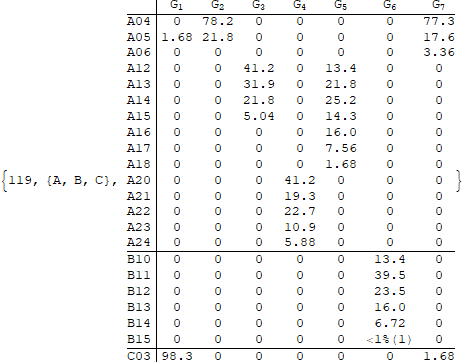 G₁ G₂ G₃ G₄ G₅ G₆ G₇
A04 0 78.2 0 0 0 0 77.3
A05 1.68 21.8 0 0 0 0 17.6
A06 0 0 0 0 0 0 3.36
A12 0 0 41.2 0 13.4 0 0
A13 0 0 31.9 0 21.8 0 0
A14 0 0 21.8 0 25.2 0 0
A15 0 0 5.04 0 14.3 0 0
A16 0 0 0 0 16.0 0 0
A17 0 0 0 0 7.56 0 0
A18 0 0 0 0 1.68 0 0
{119, {A, B, C}, A20 0 0 0 41.2 0 0 0 }
A21 0 0 0 19.3 0 0 0
A22 0 0 0 22.7 0 0 0
A23 0 0 0 10.9 0 0 0
A24 0 0 0 5.88 0 0 0
B10 0 0 0 0 0 13.4 0
B11 0 0 0 0 0 39.5 0
B12 0 0 0 0 0 23.5 0
B13 0 0 0 0 0 16.0 0
B14 0 0 0 0 0 6.72 0
B15 0 0 0 0 0 <1%(1) 0
C03 98.3 0 0 0 0 0 1.68